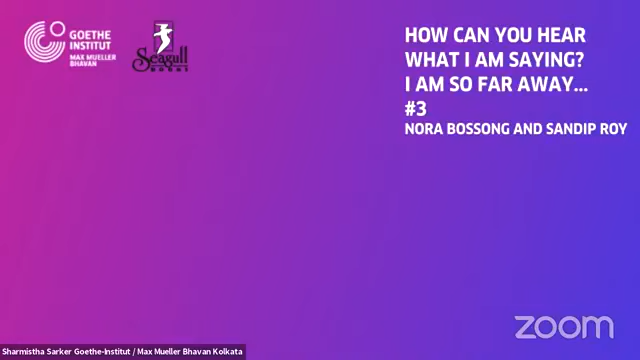 GOETHE
INSTITUT
MAX MUELLER
BHAVAN
Seagull
BOOKS
HOW CAN YOU HEAR
WHAT I AM SAYING?
I AM SO FAR AWAY...
#3
NORA BOSSONG AND SANDIP ROY
Sharmistha Sarker Goethe-Institut / Max Mueller Bhavan Kolkata
zoom